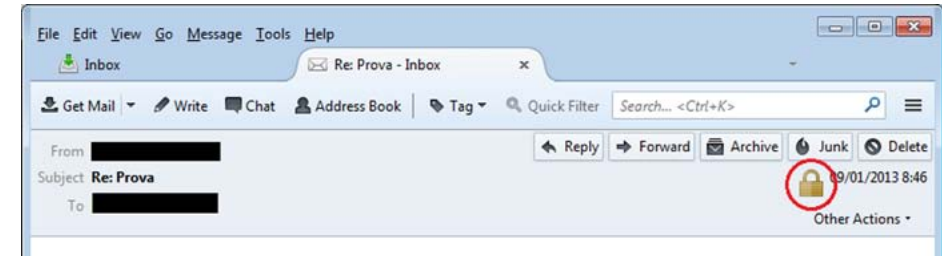 File Edit View Go Message Tools Help
Inbox Re: Prova - Inbox
Get Mail Write Chat Address Book Tag Quick Filter Search... <Ctrl+K>
From Reply Forward Archive Junk Delete
Subject Re: Prova 09/01/2013 8:46
To
Other Actions